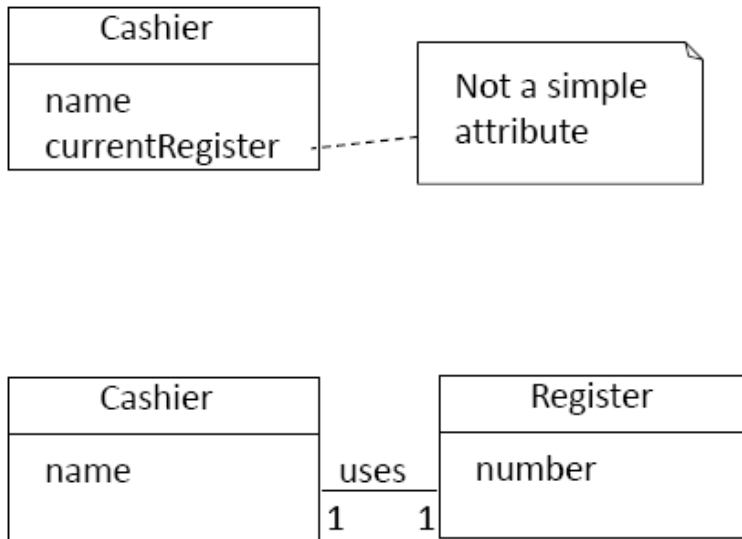 Cashier
name
currentRegister
Not a simple
attribute
Cashier
name
uses
1 1
Register
number